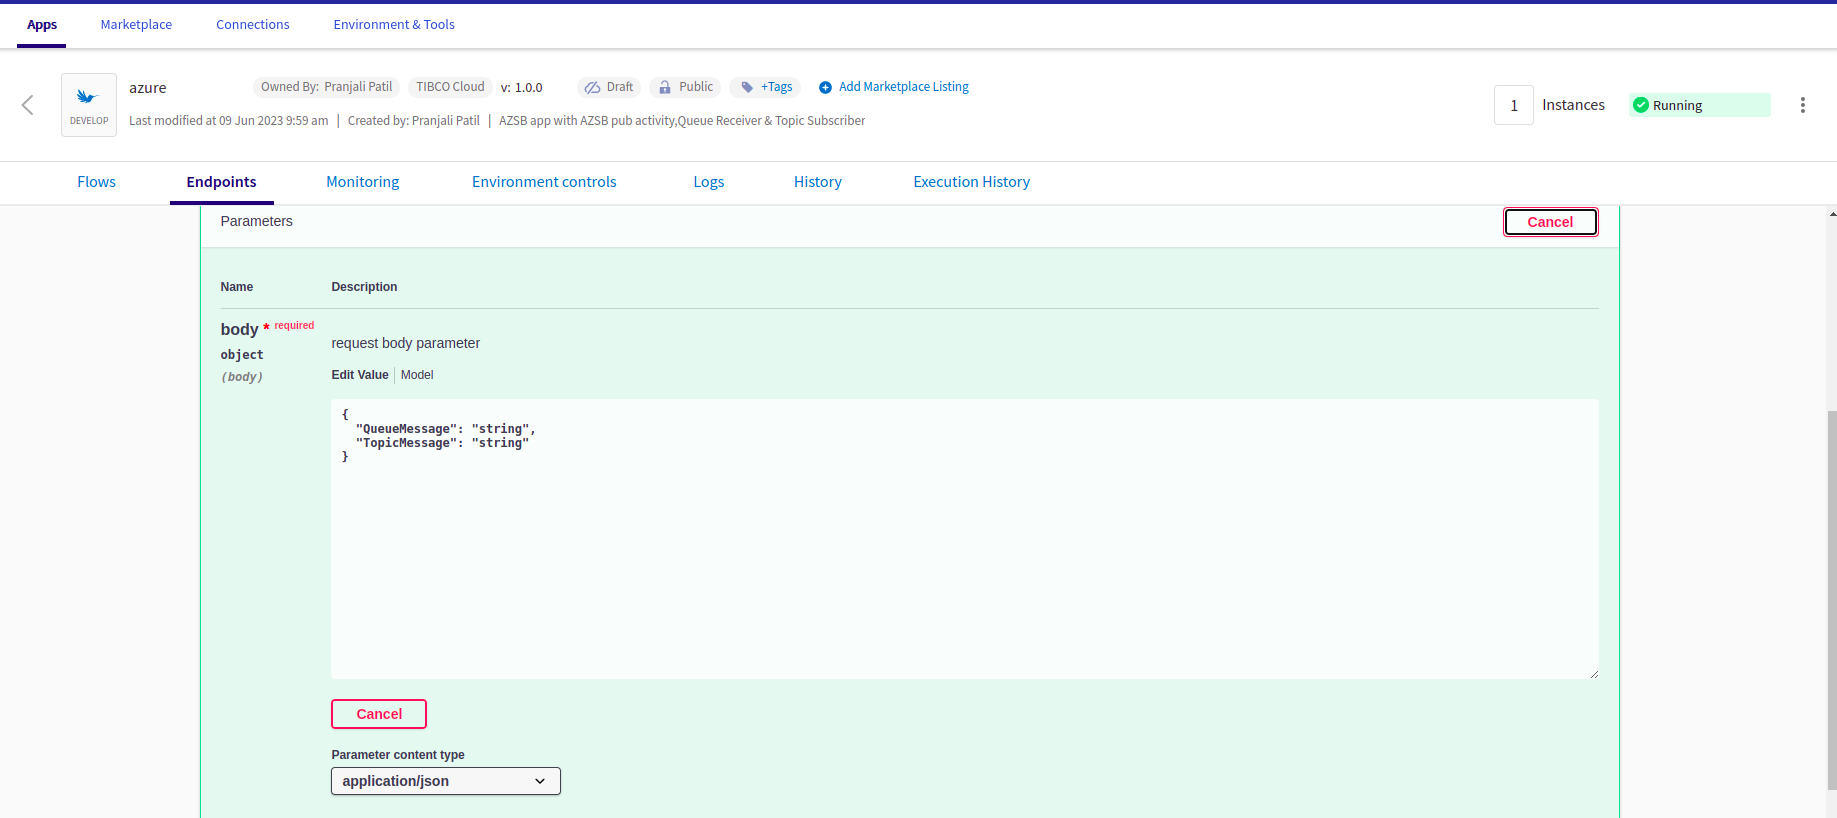 Apps Marketplace Connections Environment & Tools
azure Owned By: Pranjali Patil TIBCO Cloud v: 1.0.0 Draft Public +Tags Add Marketplace Listing
DEVELOP
Last modified at 09 Jun 2023 9:59 am | Created by: Pranjali Patil | AZSB app with AZSB pub activity,Queue Receiver & Topic Subscriber
1 Instances Running
Flows Endpoints Monitoring Environment controls Logs History Execution History
Parameters Cancel
Name Description
body * required
object
(body)
request body parameter
Edit Value | Model
{
"QueueMessage": "string",
"TopicMessage": "string"
}
Cancel
Parameter content type
application/json